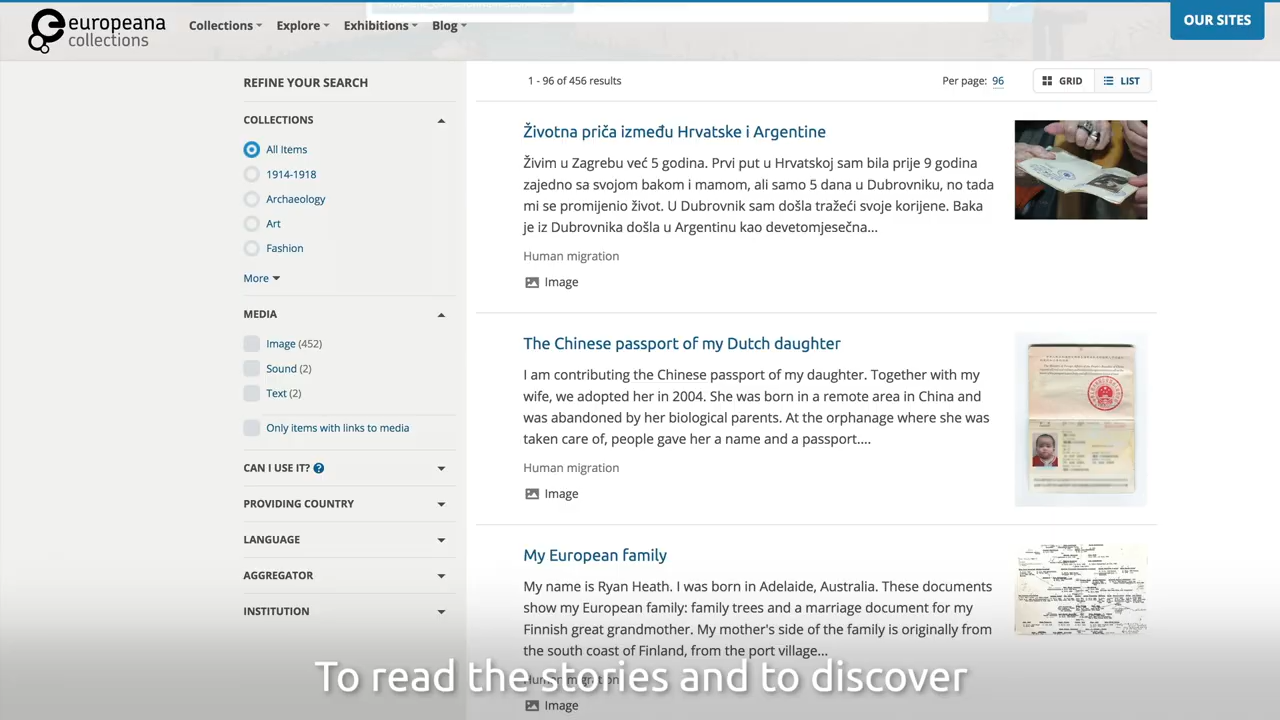 europeana
collections
Collections
Explore
Exhibitions
Blog
OUR SITES
REFINE YOUR SEARCH
COLLECTIONS
All Items
1914-1918
Archaeology
Art
Fashion
More
MEDIA
Image (452)
Sound (2)
Text (2)
Only items with links to media
CAN I USE IT? ?
PROVIDING COUNTRY
LANGUAGE
AGGREGATOR
INSTITUTION
1 - 96 of 456 results
Per page: 96
GRID
LIST
Životna priča između Hrvatske i Argentine
Živim u Zagrebu već 5 godina. Prvi put u Hrvatskoj sam bila prije 9 godina
zajedno sa svojom bakom i mamom, ali samo 5 dana u Dubrovniku, no tada
mi se promijenio život. U Dubrovnik sam došla tražeći svoje korijene. Baka
je iz Dubrovnika došla u Argentinu kao devetomjesečna...
Human migration
Image
The Chinese passport of my Dutch daughter
I am contributing the Chinese passport of my daughter. Together with my
wife, we adopted her in 2004. She was born in a remote area in China and
was abandoned by her biological parents. At the orphanage where she was
taken care of, people gave her a name and a passport....
Human migration
Image
My European family
My name is Ryan Heath. I was born in Adelaide, Australia. These documents
show my European family: family trees and a marriage document for my
Finnish great grandmother. My mother's side of the family is originally from
the south coast of Finland, from the port village...
Human migration
Image
To read the stories and to discover